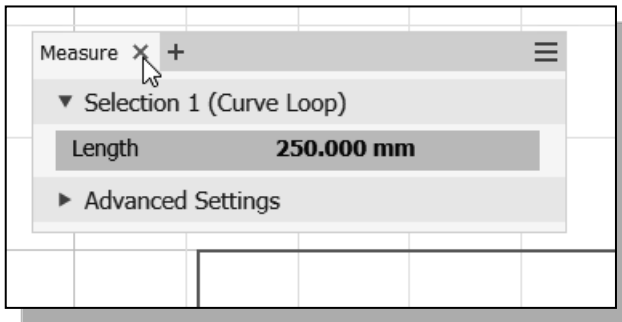 Measure × +
Selection 1 (Curve Loop)
Length 250.000 mm
Advanced Settings